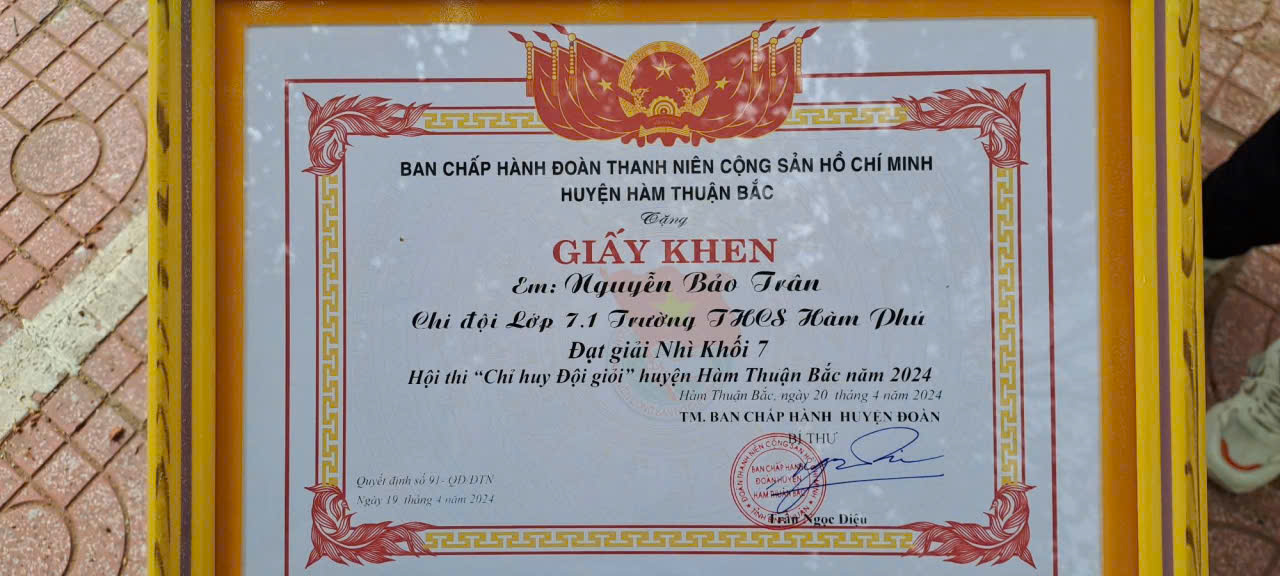 BAN CHẤP HÀNH ĐOÀN THANH NIÊN CỘNG SẢN HỒ CHÍ MINH
HUYỆN HÀM THUẬN BẮC
Tặng
GIẤY KHEN
Em: Nguyễn Bảo Trân
Chi đội Lớp 7.1 Trường THCS Hàm Phú
Đạt giải Nhì Khối 7
Hội thi “Chỉ huy Đội giỏi” huyện Hàm Thuận Bắc năm 2024
Hàm Thuận Bắc, ngày 20 tháng 4 năm 2024
TM. BAN CHẤP HÀNH HUYỆN ĐOÀN
BÍ THƯ
BAN CHẤP HÀNH
ĐOÀN HUYỆN
HÀM THUẬN BẮC
Quyết định số 91- QĐ/ĐTN
Ngày 19 tháng 4 năm 2024
Trần Ngọc Diệu